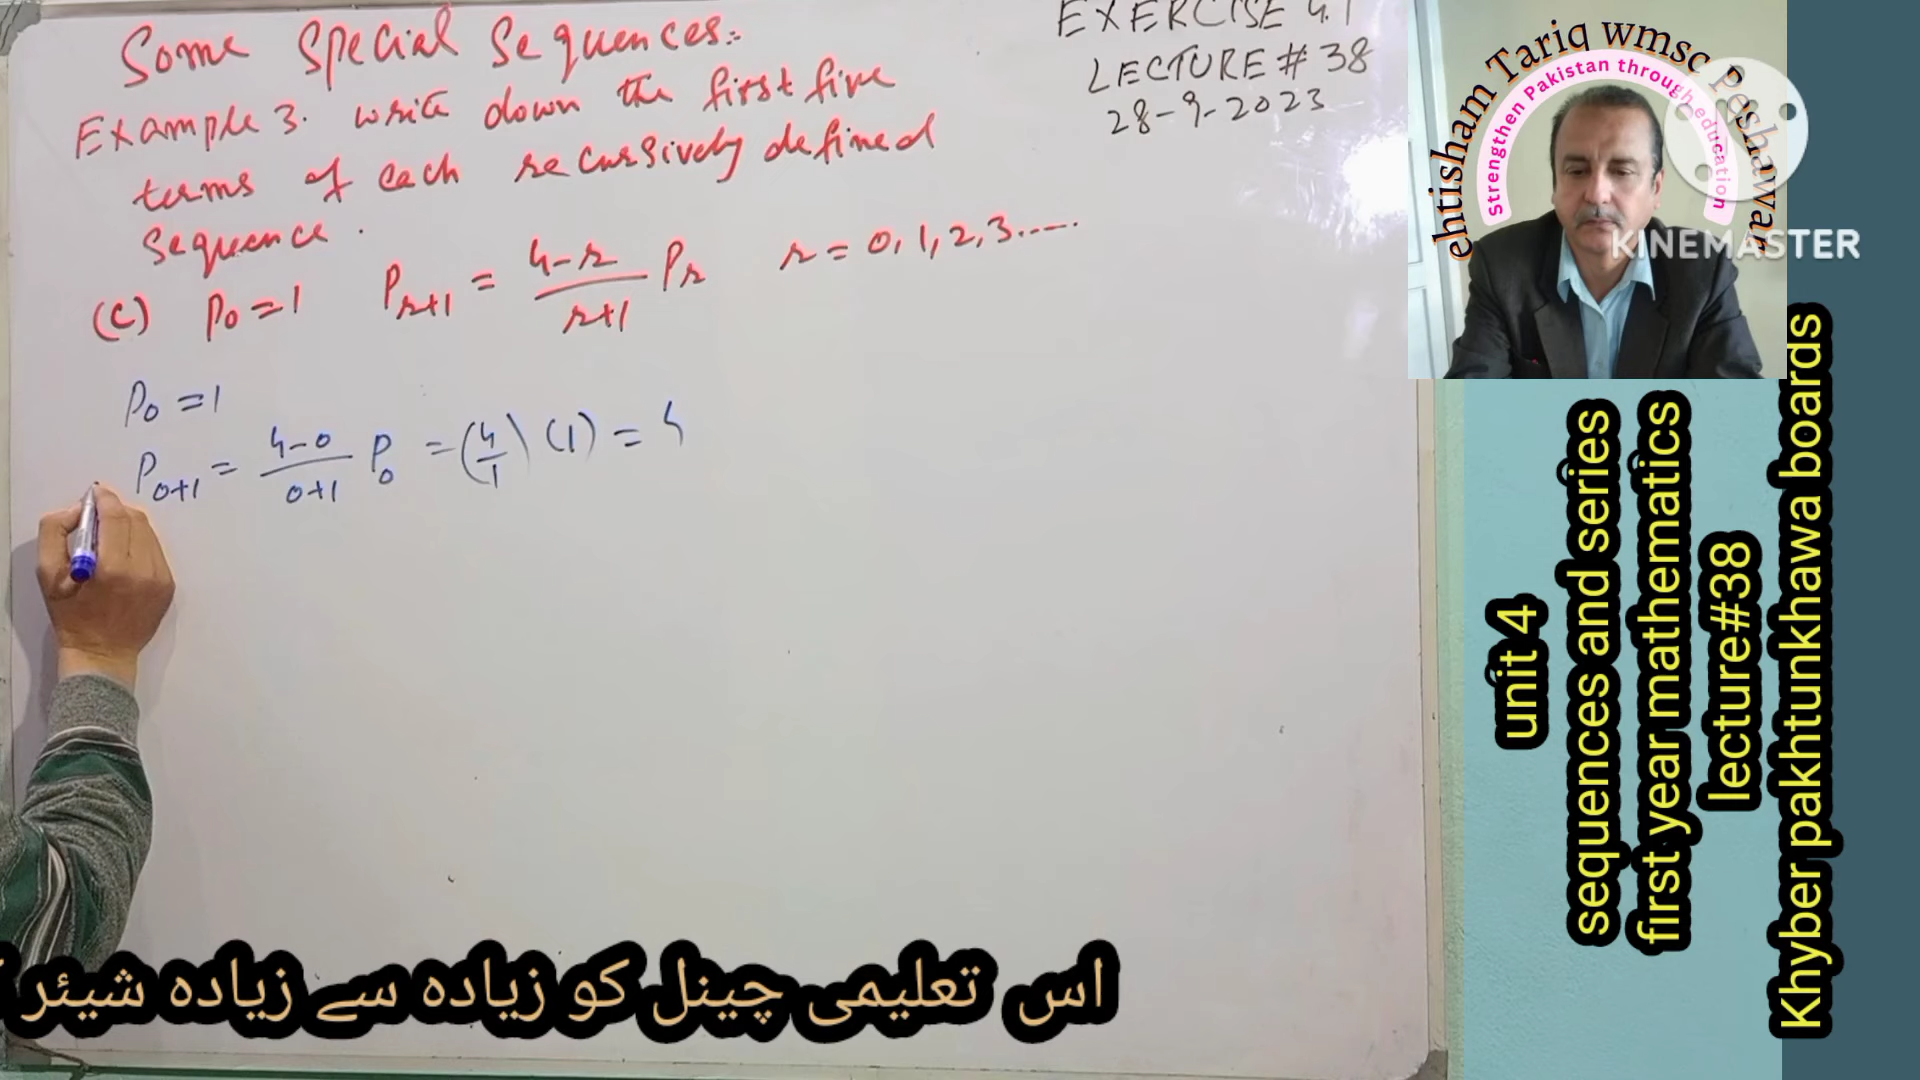 Some Special Sequences:-
Example 3. write down the first five
terms of each recursively defined
sequence.
(c) P₀ = 1 Pᵣ₊₁ = (4-r)/(r+1) Pᵣ r = 0, 1, 2, 3.....
P₀ = 1
P₀₊₁ = (4-0)/(0+1) P₀ = (4/1) (1) = 4
EXERCISE 4.1
LECTURE # 38
28-9-2023
ehtisham Tariq wmsc Peshawar
Strengthen Pakistan through education
KINEMASTER
unit 4
sequences and series
first year mathematics
lecture#38
Khyber pakhtunkhawa boards
اس تعلیمی چینل کو زیادہ سے زیادہ شیئر